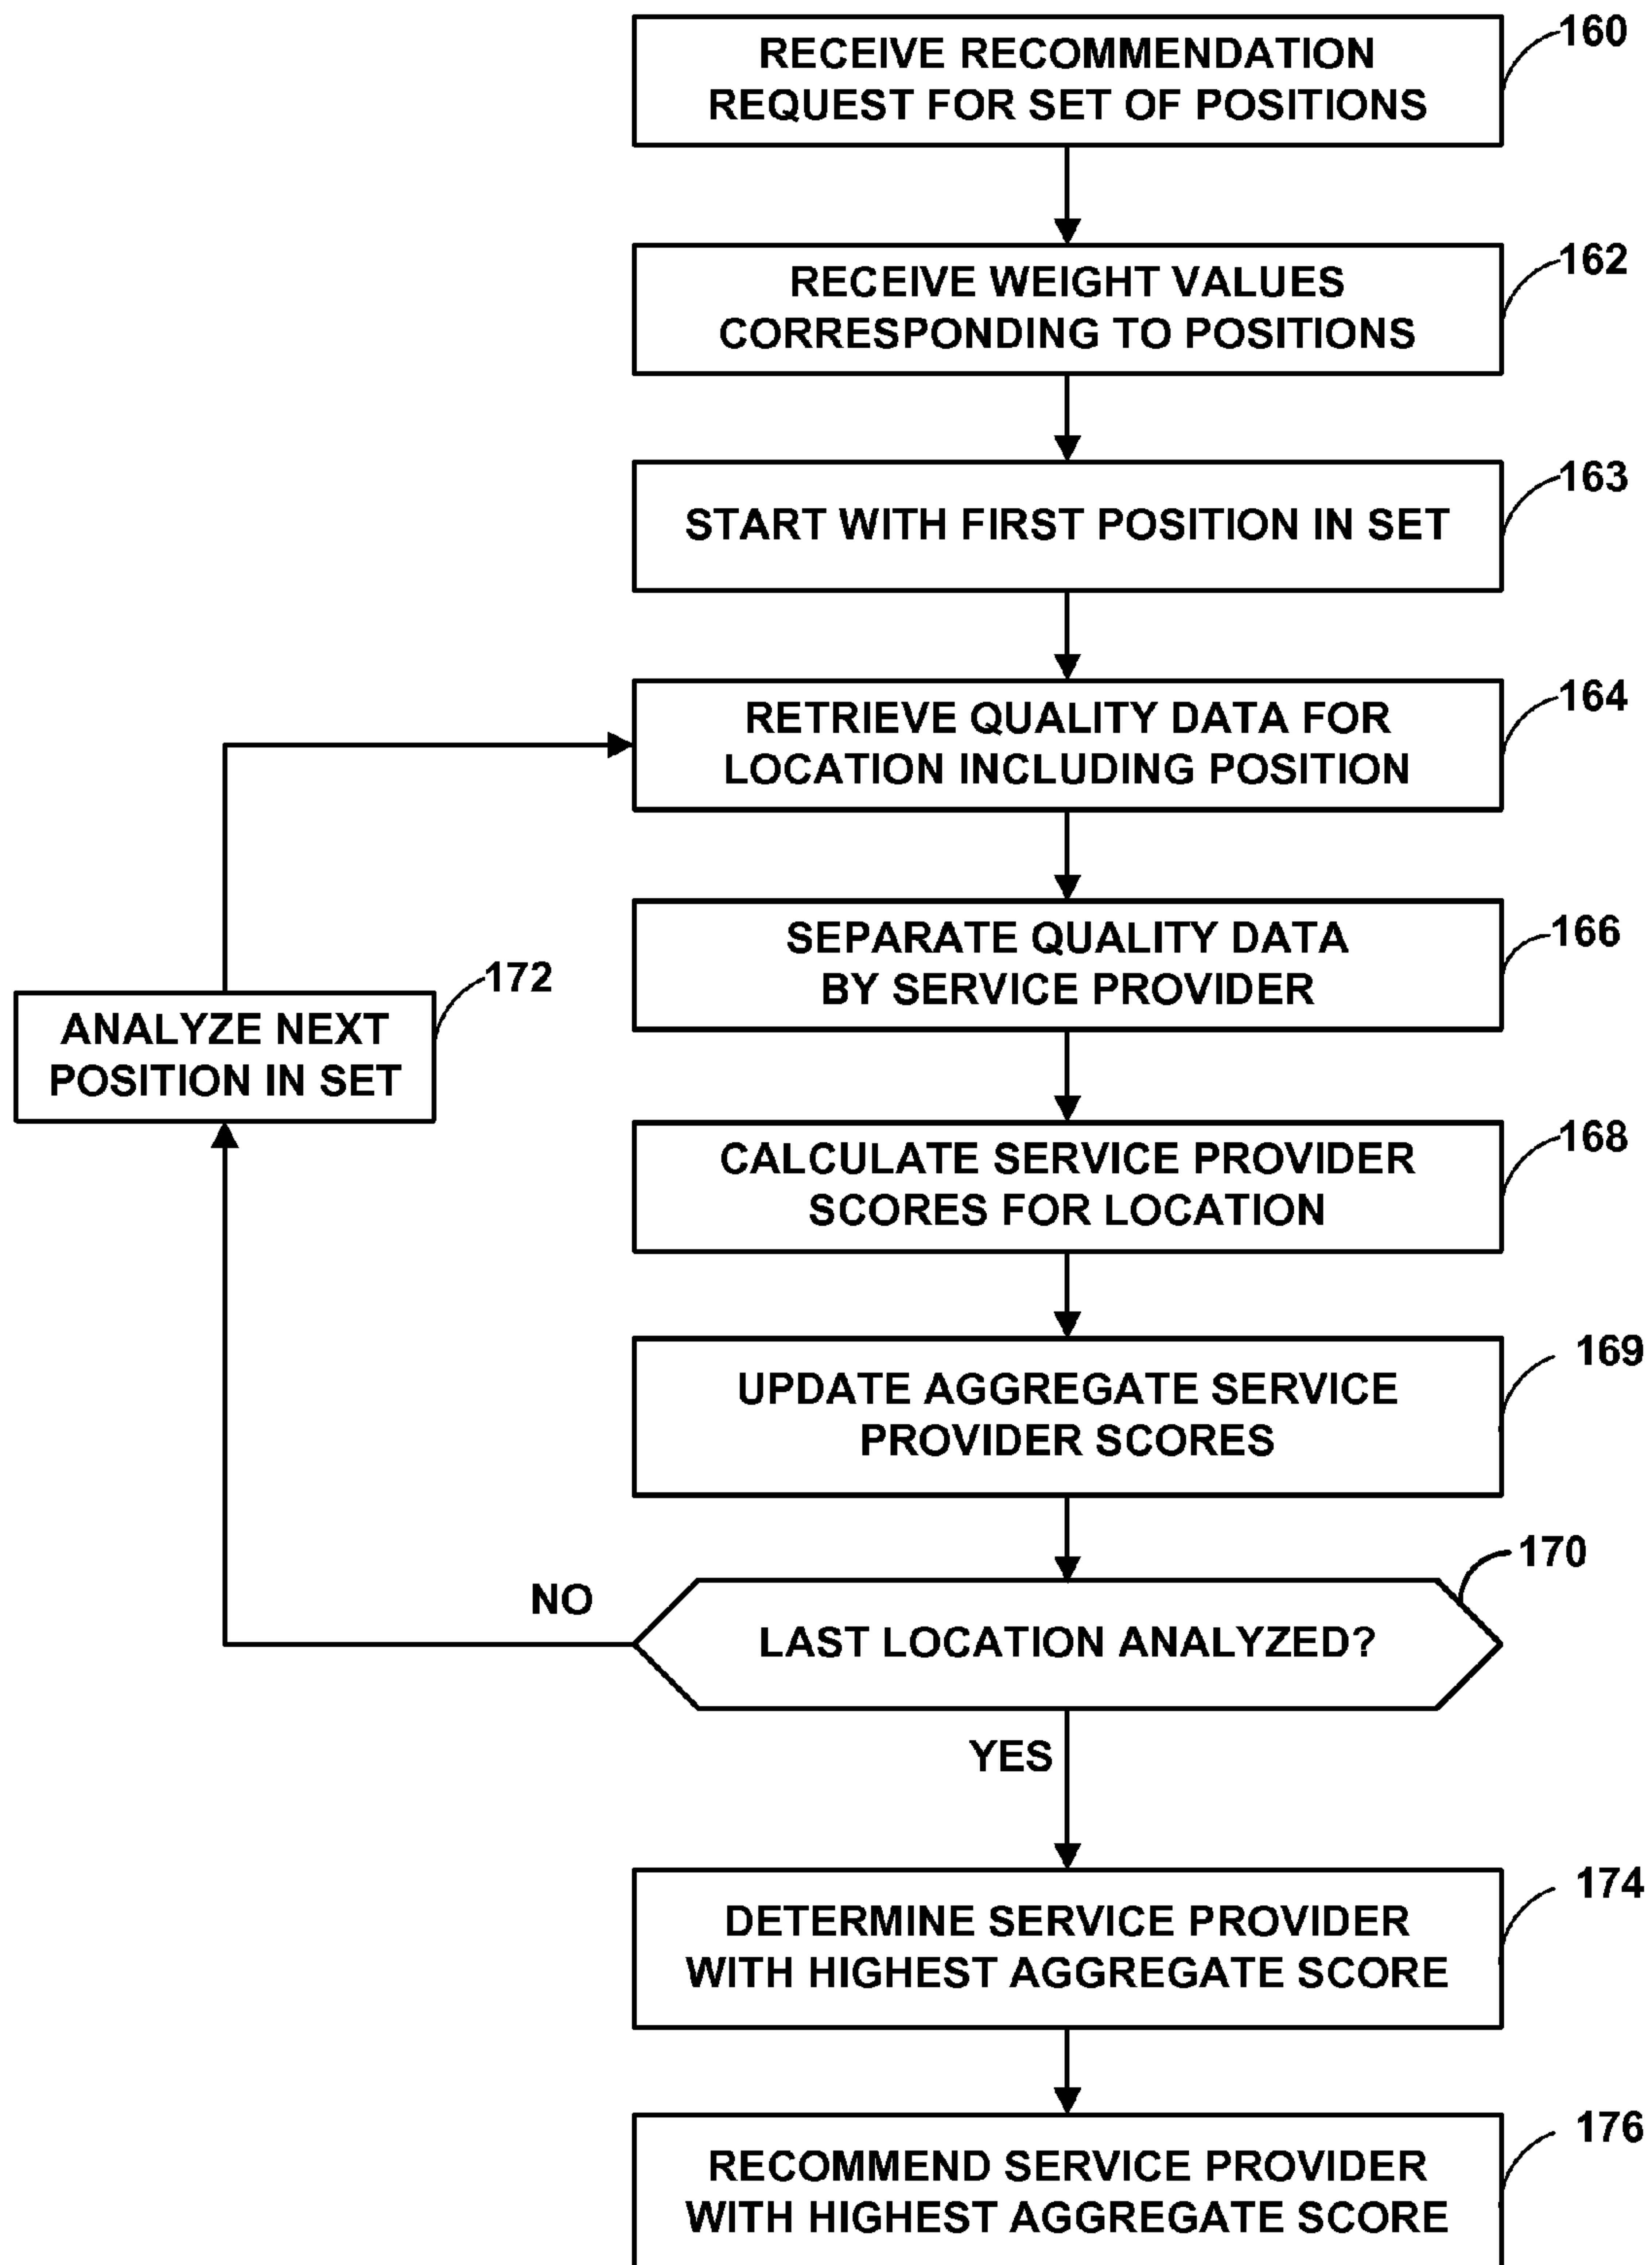 RECEIVE RECOMMENDATION
REQUEST FOR SET OF POSITIONS
160
RECEIVE WEIGHT VALUES
CORRESPONDING TO POSITIONS
162
START WITH FIRST POSITION IN SET
163
RETRIEVE QUALITY DATA FOR
LOCATION INCLUDING POSITION
164
SEPARATE QUALITY DATA
BY SERVICE PROVIDER
166
ANALYZE NEXT
POSITION IN SET
172
CALCULATE SERVICE PROVIDER
SCORES FOR LOCATION
168
UPDATE AGGREGATE SERVICE
PROVIDER SCORES
169
LAST LOCATION ANALYZED?
170
NO
YES
DETERMINE SERVICE PROVIDER
WITH HIGHEST AGGREGATE SCORE
174
RECOMMEND SERVICE PROVIDER
WITH HIGHEST AGGREGATE SCORE
176